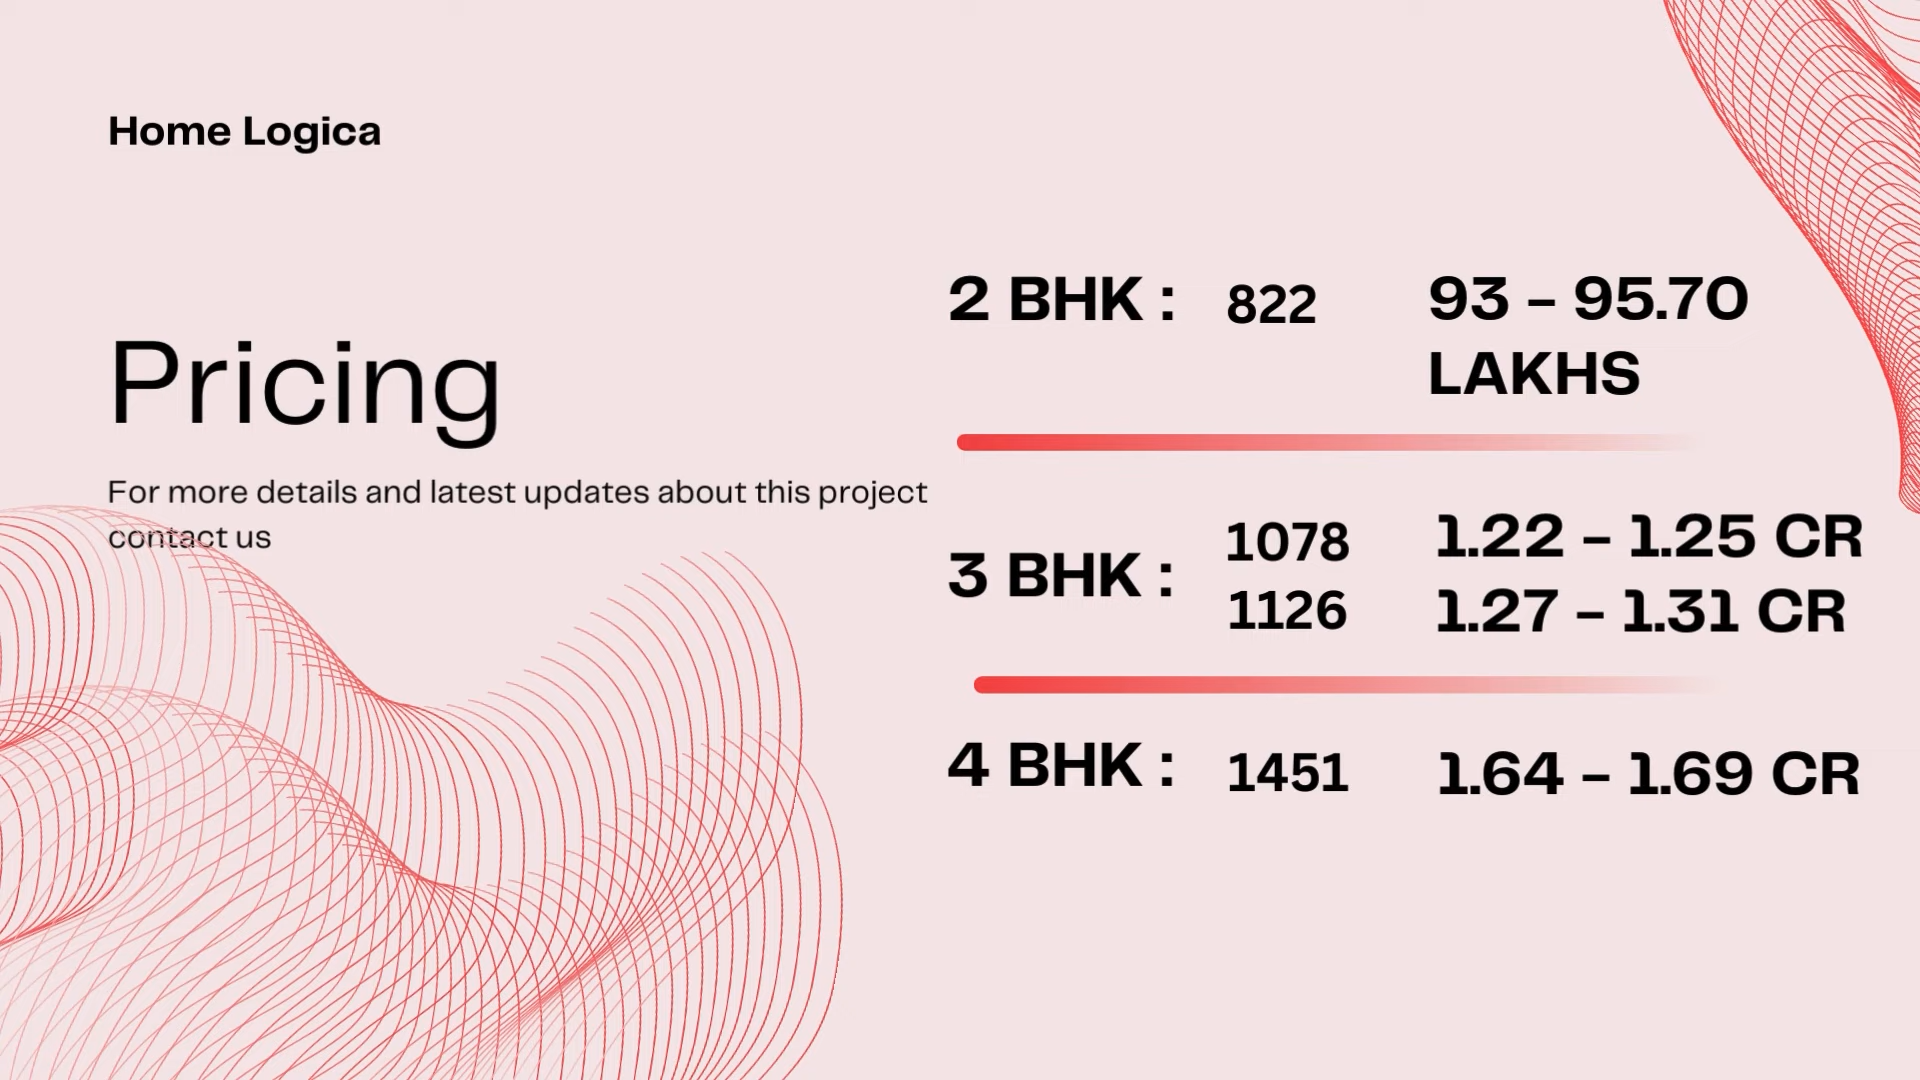 Home Logica
Pricing
For more details and latest updates about this project
contact us
2 BHK : 822 93 – 95.70
LAKHS
3 BHK :
1078 1.22 – 1.25 CR
1126 1.27 – 1.31 CR
4 BHK : 1451 1.64 – 1.69 CR